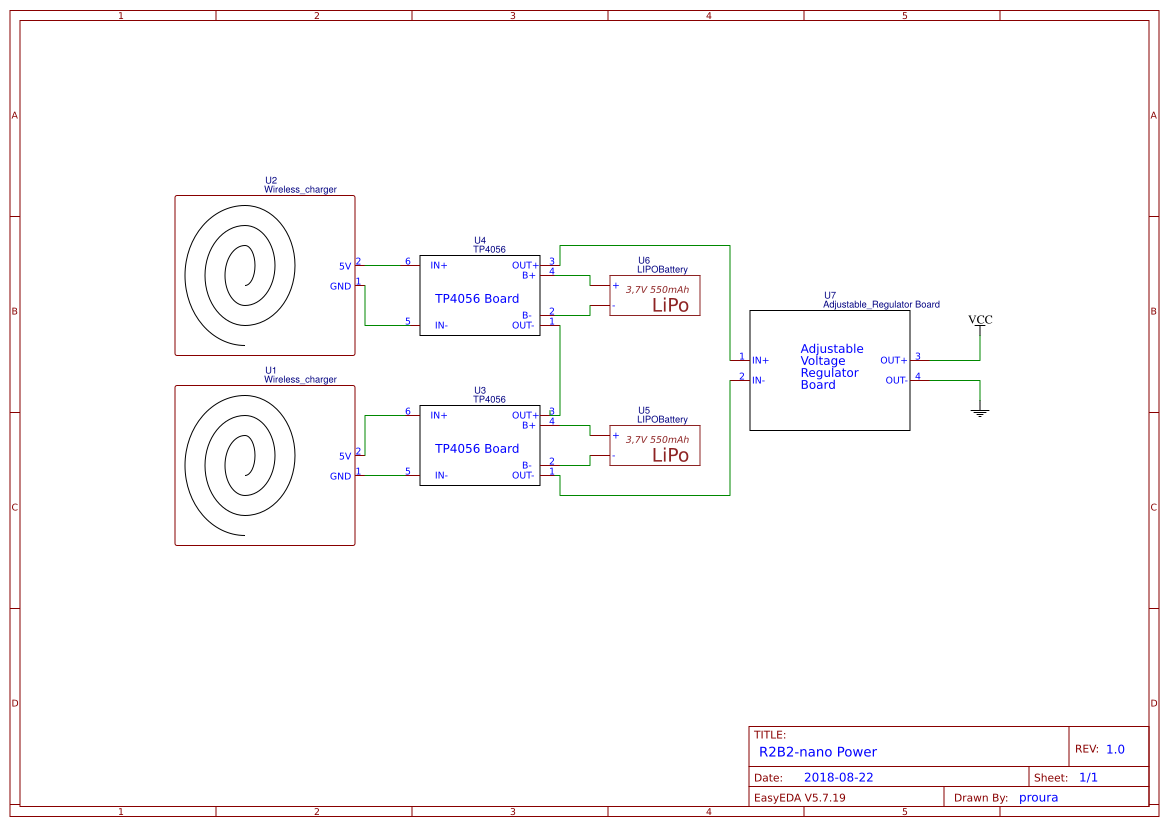 1 2 3 4 5
A A
U2
Wireless_charger
5V 2
GND 1
U4
TP4056
6 IN+ OUT+ 3
B+ 4
TP4056 Board
B- 2
5 IN- OUT- 1
U6
LIPOBattery
+ 3,7V 550mAh
- LiPo
U7
Adjustable_Regulator Board
B B
1 IN+
2 IN-
Adjustable
Voltage
Regulator
Board
OUT+ 3
OUT- 4
VCC
U1
Wireless_charger
5V 2
GND 1
U3
TP4056
6 IN+ OUT+ 3
B+ 4
TP4056 Board
B- 2
5 IN- OUT- 1
U5
LIPOBattery
+ 3,7V 550mAh
- LiPo
C C
D D
TITLE:
R2B2-nano Power
REV: 1.0
Date: 2018-08-22
Sheet: 1/1
EasyEDA V5.7.19
Drawn By: proura
1 2 3 4 5